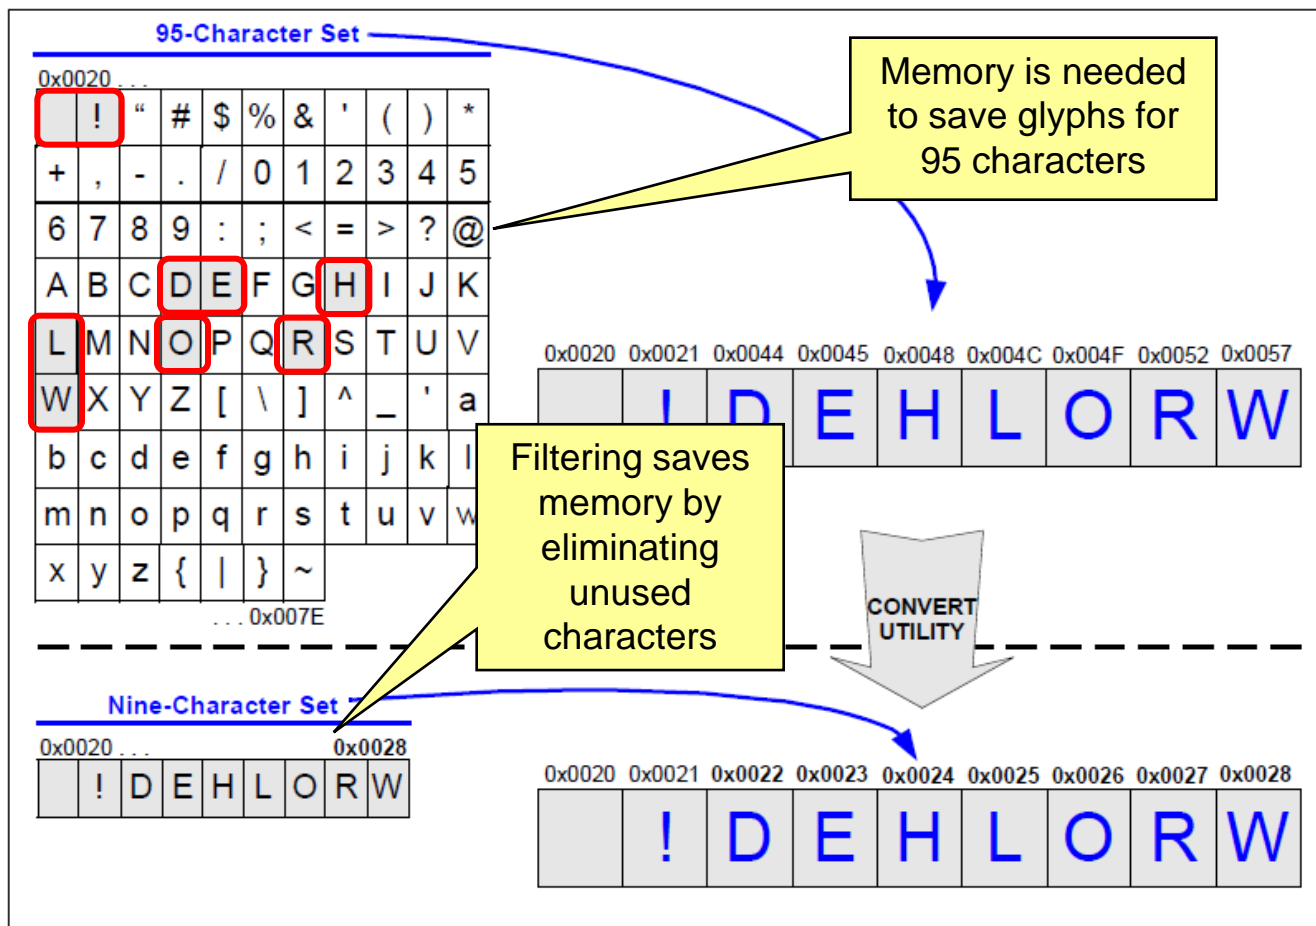 95-Character Set
0x0020 . . .
! “ # $ % & ' ( ) *
+ , - . / 0 1 2 3 4 5
6 7 8 9 : ; < = > ? @
A B C D E F G H I J K
L M N O P Q R S T U V
W X Y Z [ \ ] ^ _ ' a
b c d e f g h i j k l
m n o p q r s t u v w
x y z { | } ~
. . . 0x007E
Memory is needed
to save glyphs for
95 characters
0x0020 0x0021 0x0044 0x0045 0x0048 0x004C 0x004F 0x0052 0x0057
! D E H L O R W
Filtering saves
memory by
eliminating
unused
characters
CONVERT
UTILITY
Nine-Character Set
0x0020 . . . 0x0028
! D E H L O R W
0x0020 0x0021 0x0022 0x0023 0x0024 0x0025 0x0026 0x0027 0x0028
! D E H L O R W